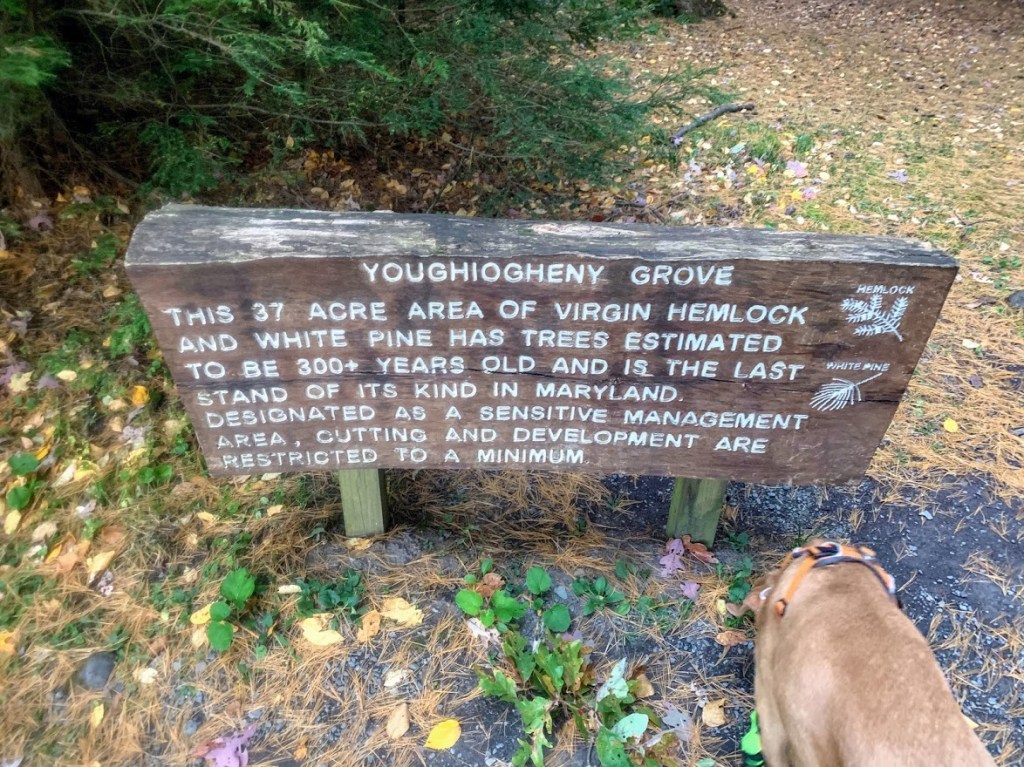 YOUGHIOGHENY GROVE
THIS 37 ACRE AREA OF VIRGIN HEMLOCK
AND WHITE PINE HAS TREES ESTIMATED
TO BE 300+ YEARS OLD AND IS THE LAST
STAND OF ITS KIND IN MARYLAND.
DESIGNATED AS A SENSITIVE MANAGEMENT
AREA, CUTTING AND DEVELOPMENT ARE
RESTRICTED TO A MINIMUM.
HEMLOCK
WHITE PINE